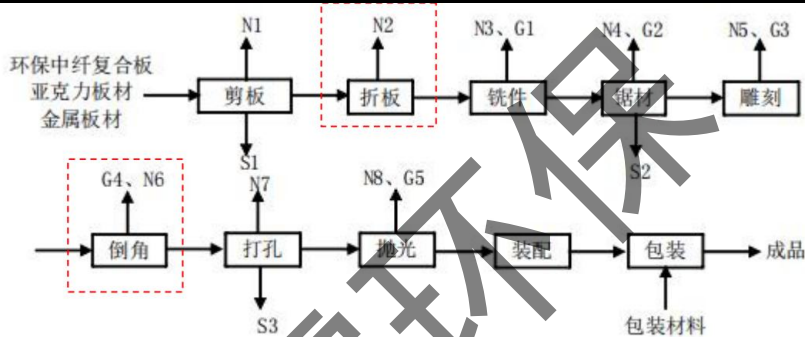 N1
N2
N3、G1
N4、G2
N5、G3
环保中纤复合板
亚克力板材
金属板材
剪板
折板
铣件
锯材
雕刻
S1
S2
G4、N6
N7
N8、G5
倒角
打孔
抛光
装配
包装
成品
S3
包装材料
环保